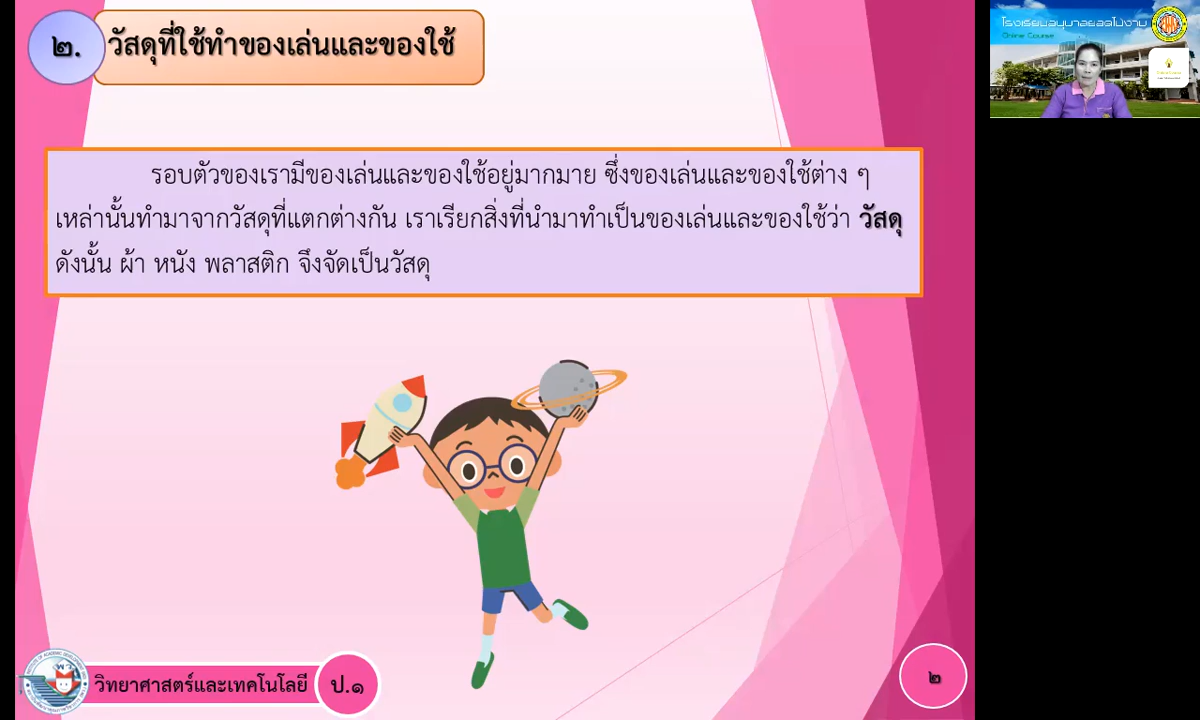 ๒.
วัสดุที่ใช้ทำของเล่นและของใช้
รอบตัวของเรามีของเล่นและของใช้อยู่มากมาย ซึ่งของเล่นและของใช้ต่าง ๆ
เหล่านั้นทำมาจากวัสดุที่แตกต่างกัน เราเรียกสิ่งที่นำมาทำเป็นของเล่นและของใช้ว่า วัสดุ
ดังนั้น ผ้า หนัง พลาสติก จึงจัดเป็นวัสดุ
วิทยาศาสตร์และเทคโนโลยี
ป.๑
๒
Online Course
พว